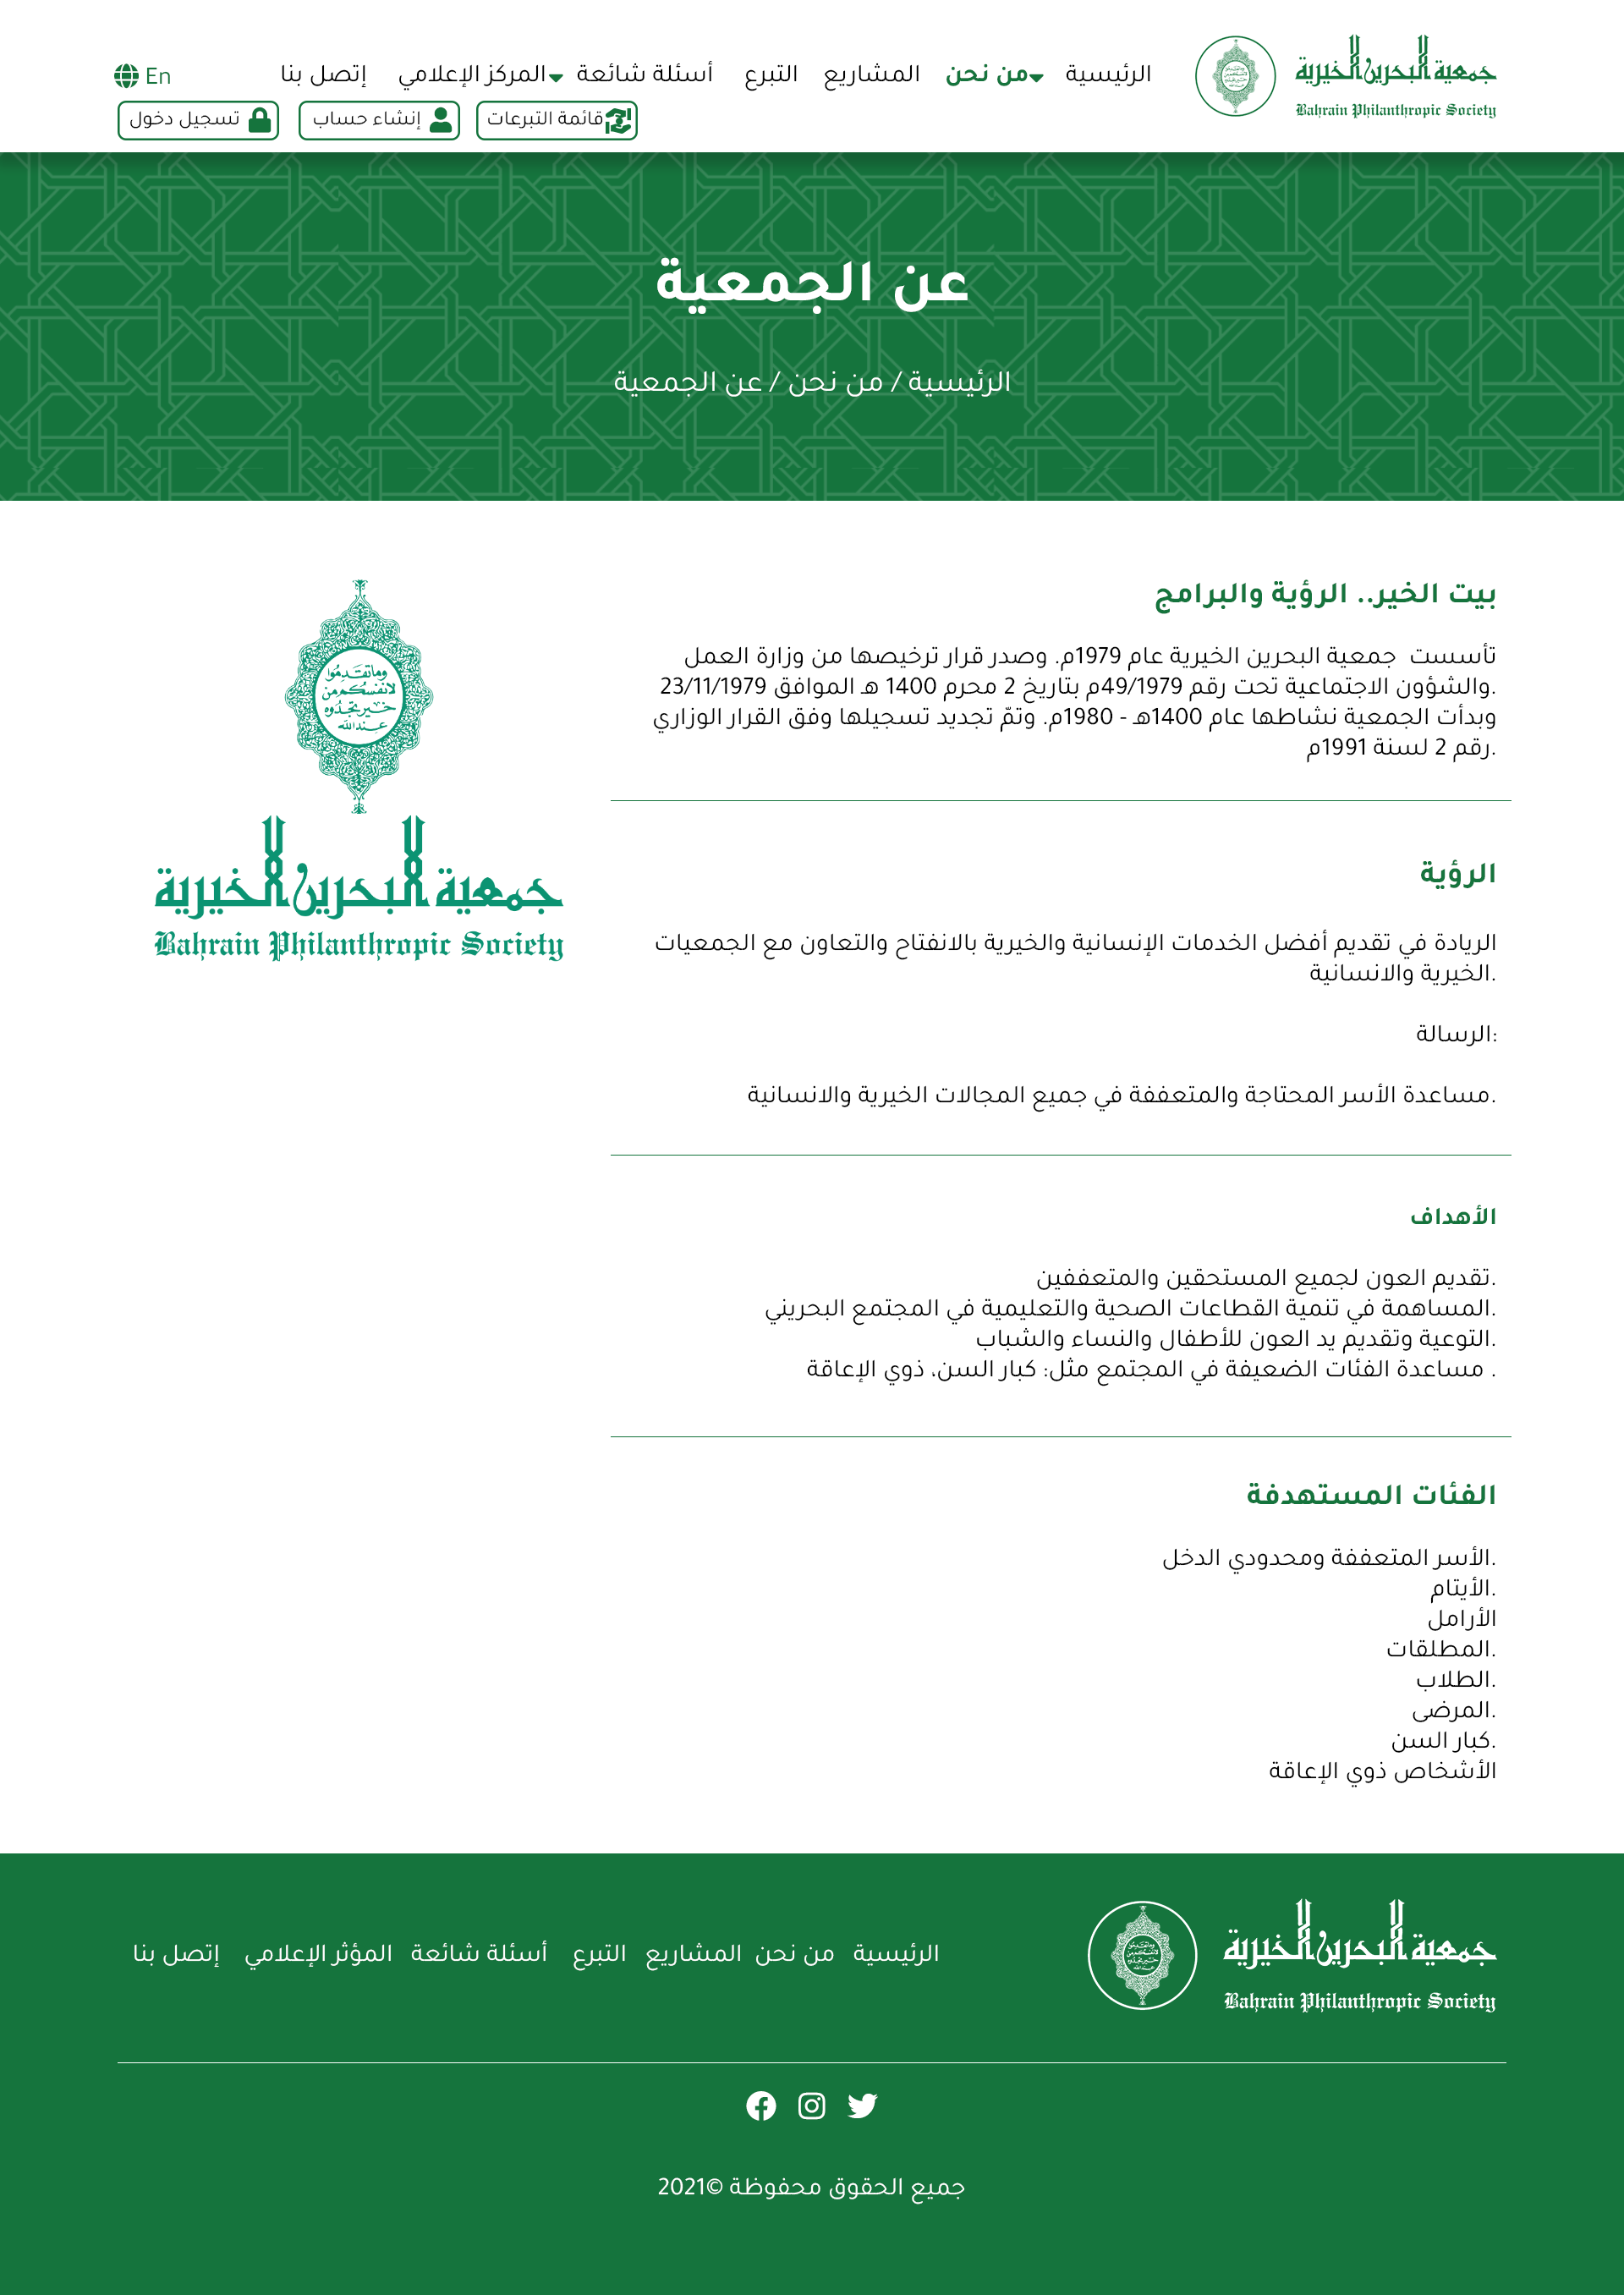 جمعية البحرين الخيرية
Bahrain Philanthropic Society
الرئيسية من نحن المشاريع التبرع أسئلة شائعة المركز الإعلامي إتصل بنا En
قائمة التبرعات إنشاء حساب تسجيل دخول
عن الجمعية
الرئيسية / من نحن / عن الجمعية
بيت الخير.. الرؤية والبرامج
تأسست جمعية البحرين الخيرية عام 1979م. وصدر قرار ترخيصها من وزارة العمل
.والشؤون الاجتماعية تحت رقم 49/1979م بتاريخ 2 محرم 1400 هـ الموافق 23/11/1979
وبدأت الجمعية نشاطها عام 1400هـ - 1980م. وتمّ تجديد تسجيلها وفق القرار الوزاري
.رقم 2 لسنة 1991م
الرؤية
الريادة في تقديم أفضل الخدمات الإنسانية والخيرية بالانفتاح والتعاون مع الجمعيات
.الخيرية والانسانية
:الرسالة
.مساعدة الأسر المحتاجة والمتعففة في جميع المجالات الخيرية والانسانية
الأهداف
.تقديم العون لجميع المستحقين والمتعففين
.المساهمة في تنمية القطاعات الصحية والتعليمية في المجتمع البحريني
.التوعية وتقديم يد العون للأطفال والنساء والشباب
. مساعدة الفئات الضعيفة في المجتمع مثل: كبار السن، ذوي الإعاقة
الفئات المستهدفة
.الأسر المتعففة ومحدودي الدخل
.الأيتام
الأرامل
.المطلقات
.الطلاب
.المرضى
.كبار السن
الأشخاص ذوي الإعاقة
وما تقدموا
لانفسكم من
خير تجدوه
عند الله
جمعية البحرين الخيرية
Bahrain Philanthropic Society
جمعية البحرين الخيرية
Bahrain Philanthropic Society
الرئيسية من نحن المشاريع التبرع أسئلة شائعة المؤثر الإعلامي إتصل بنا
جميع الحقوق محفوظة ©2021